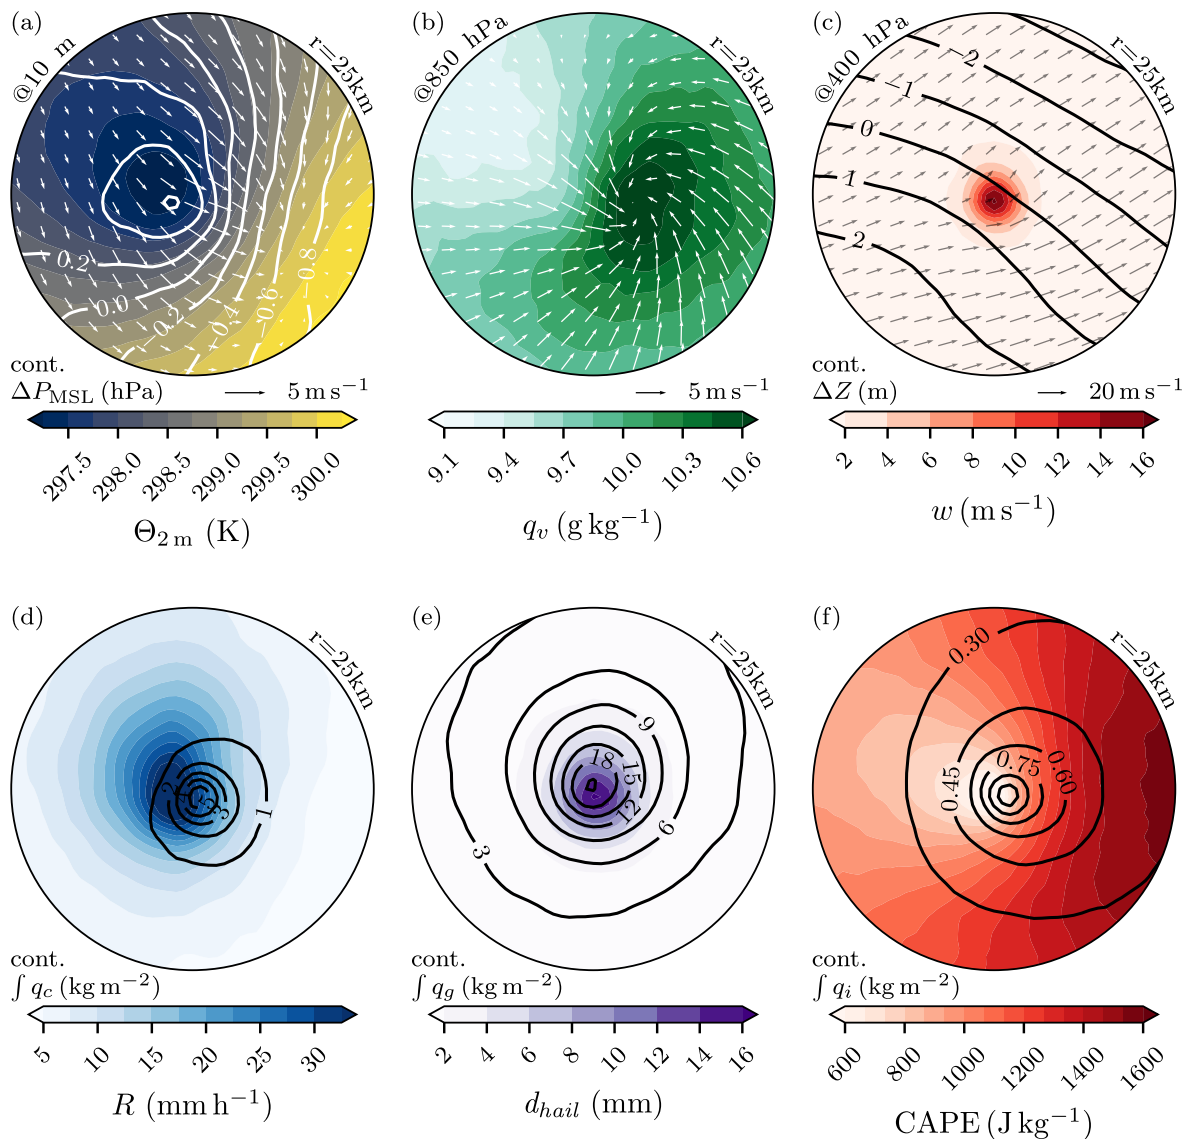 (a)
@10 m
r=25km
0.2
0.0
−0.2
−0.4
−0.6
−0.8
cont.
ΔP_MSL (hPa)
5 m s⁻¹
297.5 298.0 298.5 299.0 299.5 300.0
Θ₂ ₘ (K)
(b)
@850 hPa
r=25km
5 m s⁻¹
9.1 9.4 9.7 10.0 10.3 10.6
q_v (g kg⁻¹)
(c)
@400 hPa
r=25km
−2
−1
0
1
2
cont.
ΔZ (m)
20 m s⁻¹
2 4 6 8 10 12 14 16
w (m s⁻¹)
(d)
r=25km
1
2
3
5
cont.
∫ q_c (kg m⁻²)
5 10 15 20 25 30
R (mm h⁻¹)
(e)
r=25km
9
18
15
12
6
3
cont.
∫ q_g (kg m⁻²)
2 4 6 8 10 12 14 16
d_hail (mm)
(f)
r=25km
0.30
0.75
0.60
0.45
cont.
∫ q_i (kg m⁻²)
600 800 1000 1200 1400 1600
CAPE (J kg⁻¹)